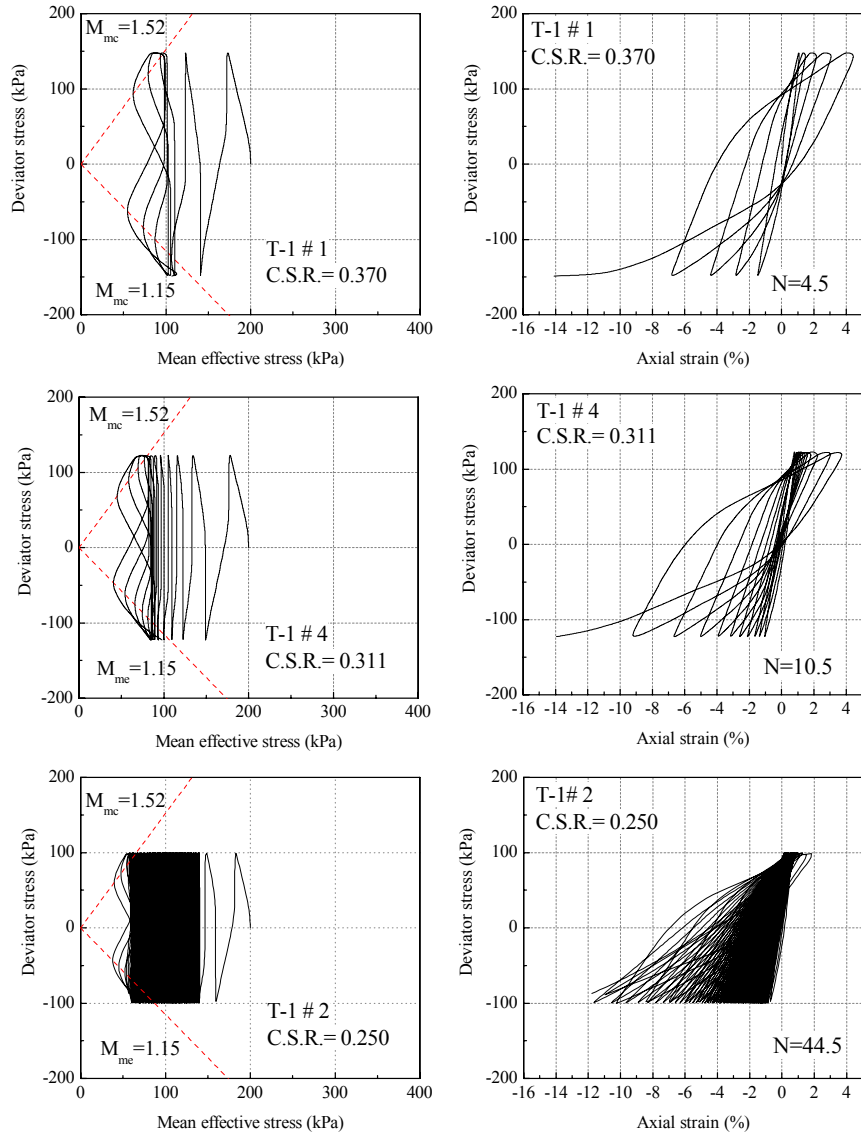 M_mc=1.52
200
100
0
-100
-200
Deviator stress (kPa)
T-1 # 1
C.S.R.= 0.370
M_mc=1.15
0 100 200 300 400
Mean effective stress (kPa)
T-1 # 1
C.S.R.= 0.370
200
100
0
-100
-200
Deviator stress (kPa)
N=4.5
-16 -14 -12 -10 -8 -6 -4 -2 0 2 4
Axial strain (%)
M_mc=1.52
200
100
0
-100
-200
Deviator stress (kPa)
T-1 # 4
C.S.R.= 0.311
M_me=1.15
0 100 200 300 400
Mean effective stress (kPa)
T-1 # 4
C.S.R.= 0.311
200
100
0
-100
-200
Deviator stress (kPa)
N=10.5
-16 -14 -12 -10 -8 -6 -4 -2 0 2 4
Axial strain (%)
M_mc=1.52
200
100
0
-100
-200
Deviator stress (kPa)
T-1 # 2
C.S.R.= 0.250
M_me=1.15
0 100 200 300 400
Mean effective stress (kPa)
T-1# 2
C.S.R.= 0.250
200
100
0
-100
-200
Deviator stress (kPa)
N=44.5
-16 -14 -12 -10 -8 -6 -4 -2 0 2 4
Axial strain (%)